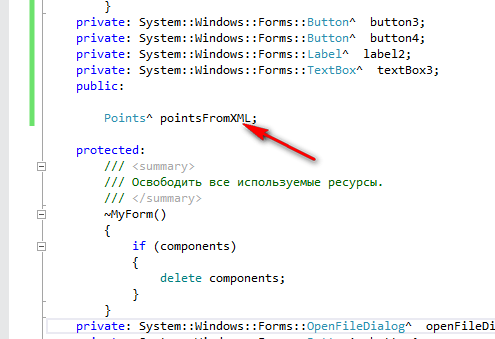 }
private: System::Windows::Forms::Button^  button3;
private: System::Windows::Forms::Button^  button4;
private: System::Windows::Forms::Label^  label2;
private: System::Windows::Forms::TextBox^  textBox3;
public:
Points^ pointsFromXML;
protected:
/// <summary>
/// Освободить все используемые ресурсы.
/// </summary>
~MyForm()
{
if (components)
{
delete components;
}
}
private: System::Windows::Forms::OpenFileDialog^  openFileDi